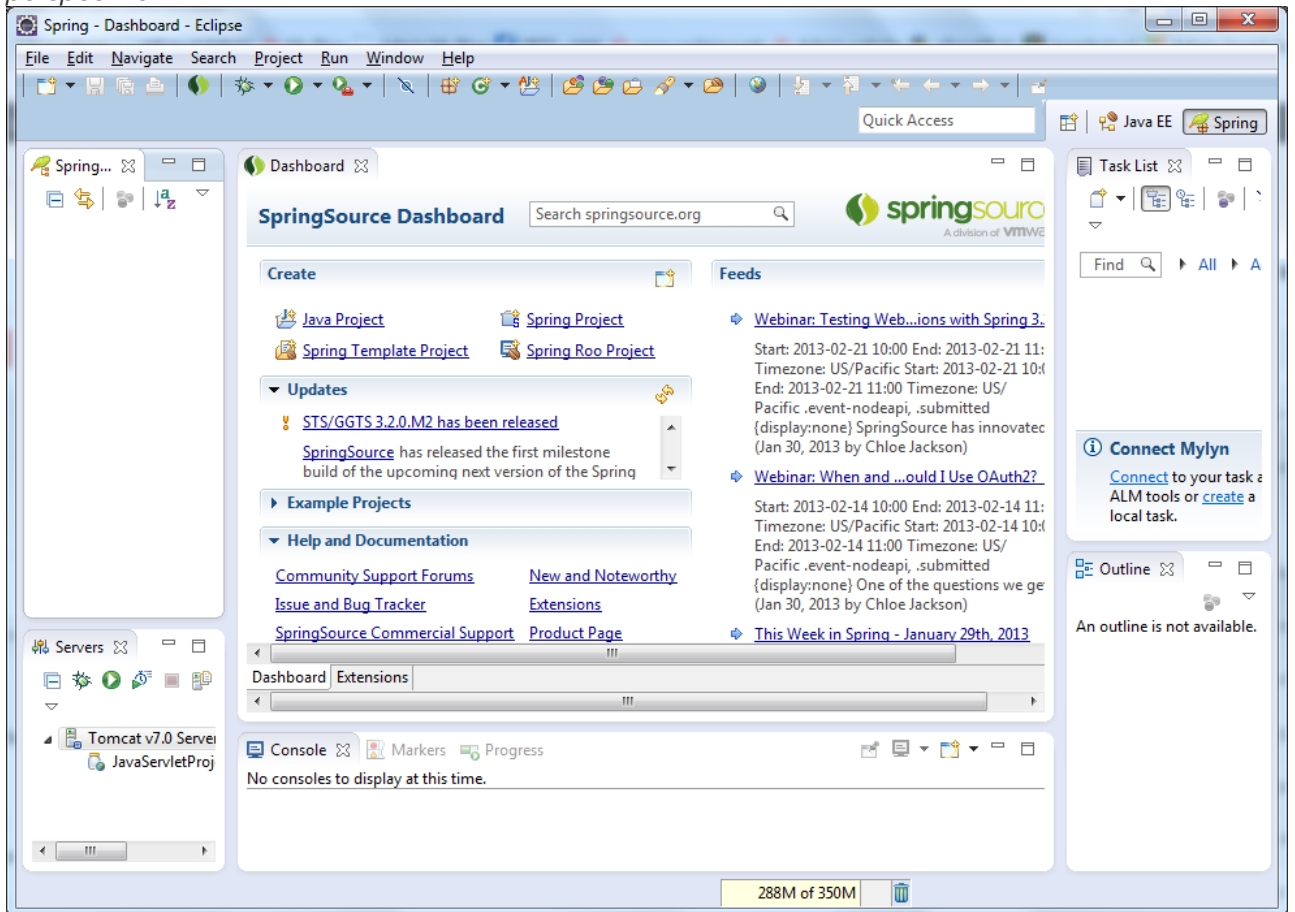 Spring - Dashboard - Eclipse
File Edit Navigate Search Project Run Window Help
Quick Access
Java EE
Spring
Spring...
Dashboard
SpringSource Dashboard
Search springsource.org
springsourc
A division of vmwa
Create
Java Project
Spring Project
Spring Template Project
Spring Roo Project
Updates
STS/GGTS 3.2.0.M2 has been released
SpringSource has released the first milestone
build of the upcoming next version of the Spring
Example Projects
Help and Documentation
Community Support Forums
New and Noteworthy
Issue and Bug Tracker
Extensions
SpringSource Commercial Support
Product Page
Feeds
Webinar: Testing Web...ions with Spring 3.
Start: 2013-02-21 10:00 End: 2013-02-21 11:
Timezone: US/Pacific Start: 2013-02-21 10:0
End: 2013-02-21 11:00 Timezone: US/
Pacific .event-nodeapi, .submitted
{display:none} SpringSource has innovated
(Jan 30, 2013 by Chloe Jackson)
Webinar: When and ...ould I Use OAuth2?
Start: 2013-02-14 10:00 End: 2013-02-14 11:
Timezone: US/Pacific Start: 2013-02-14 10:0
End: 2013-02-14 11:00 Timezone: US/
Pacific .event-nodeapi, .submitted
{display:none} One of the questions we ge
(Jan 30, 2013 by Chloe Jackson)
This Week in Spring - January 29th, 2013
Dashboard Extensions
Task List
Find
All
A
Connect Mylyn
Connect to your task a
ALM tools or create a
local task.
Outline
An outline is not available.
Servers
Tomcat v7.0 Server
JavaServletProj
Console Markers Progress
No consoles to display at this time.
288M of 350M